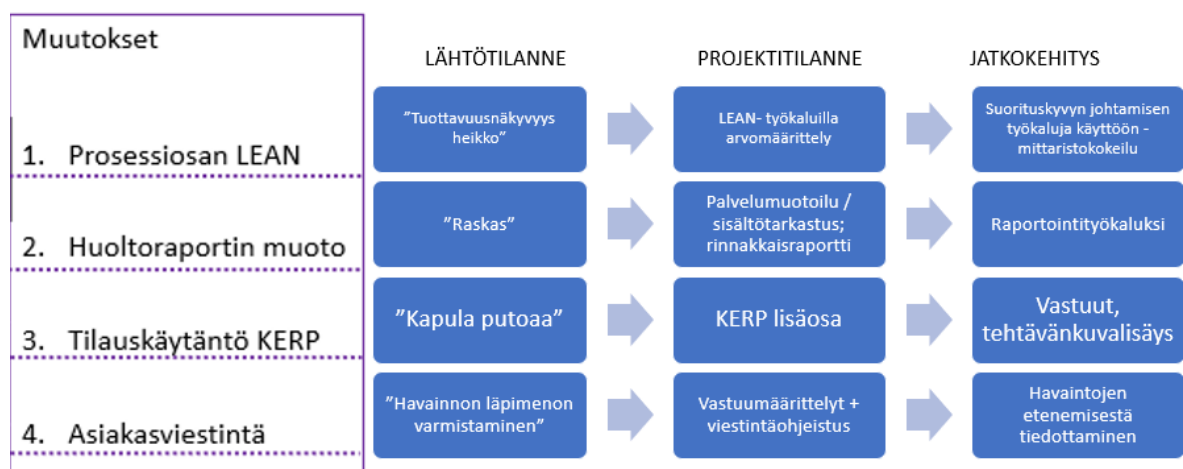 Muutokset
LÄHTÖTILANNE
PROJEKTITILANNE
JATKOKEHITYS
1. Prosessiosan LEAN
"Tuottavuusnäkyvyys
heikko"
LEAN- työkaluilla
arvomäärittely
Suorituskyvyn johtamisen
työkaluja käyttöön -
mittaristokokeilu
2. Huoltoraportin muoto
"Raskas"
Palvelumuotoilu /
sisältötarkastus;
rinnakkaisraportti
Raportointityökaluksi
3. Tilauskäytäntö KERP
"Kapula putoaa"
KERP lisäosa
Vastuut,
tehtävänkuvalisäys
4. Asiakasviestintä
"Havainnon läpimenon
varmistaminen"
Vastuumäärittelyt +
viestintäohjeistus
Havaintojen
etenemisestä
tiedottaminen